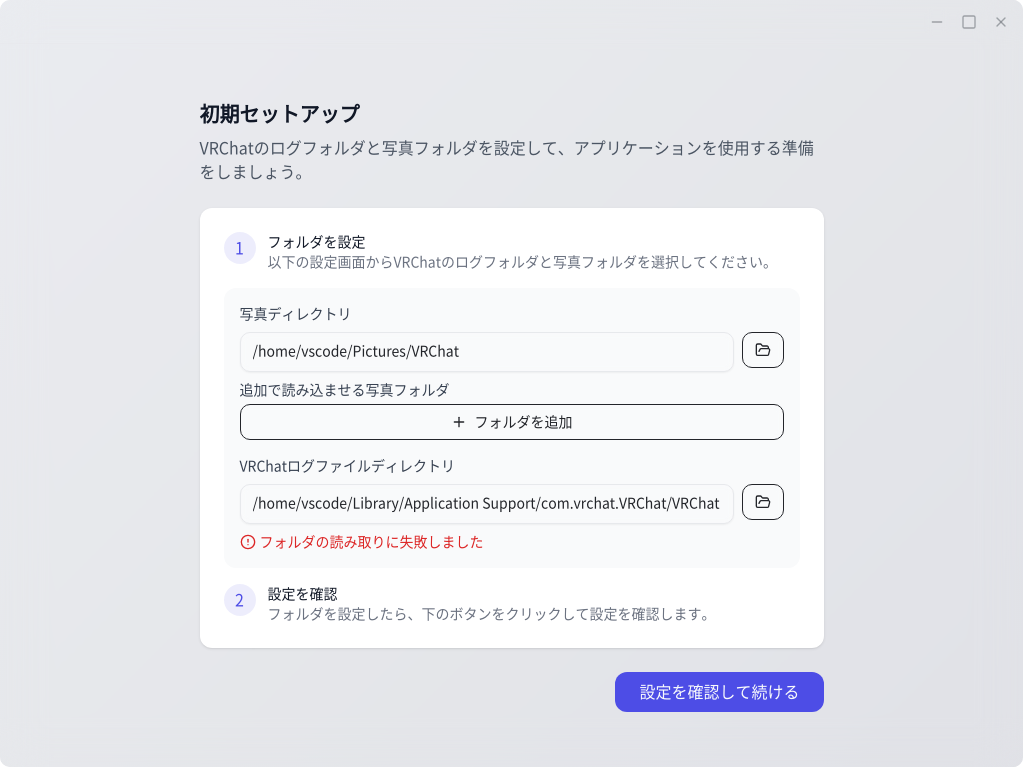 初期セットアップ
VRChatのログフォルダと写真フォルダを設定して、アプリケーションを使用する準備
をしましょう。
1
フォルダを設定
以下の設定画面からVRChatのログフォルダと写真フォルダを選択してください。
写真ディレクトリ
/home/vscode/Pictures/VRChat
追加で読み込ませる写真フォルダ
+ フォルダを追加
VRChatログファイルディレクトリ
/home/vscode/Library/Application Support/com.vrchat.VRChat/VRChat
フォルダの読み取りに失敗しました
2
設定を確認
フォルダを設定したら、下のボタンをクリックして設定を確認します。
設定を確認して続ける